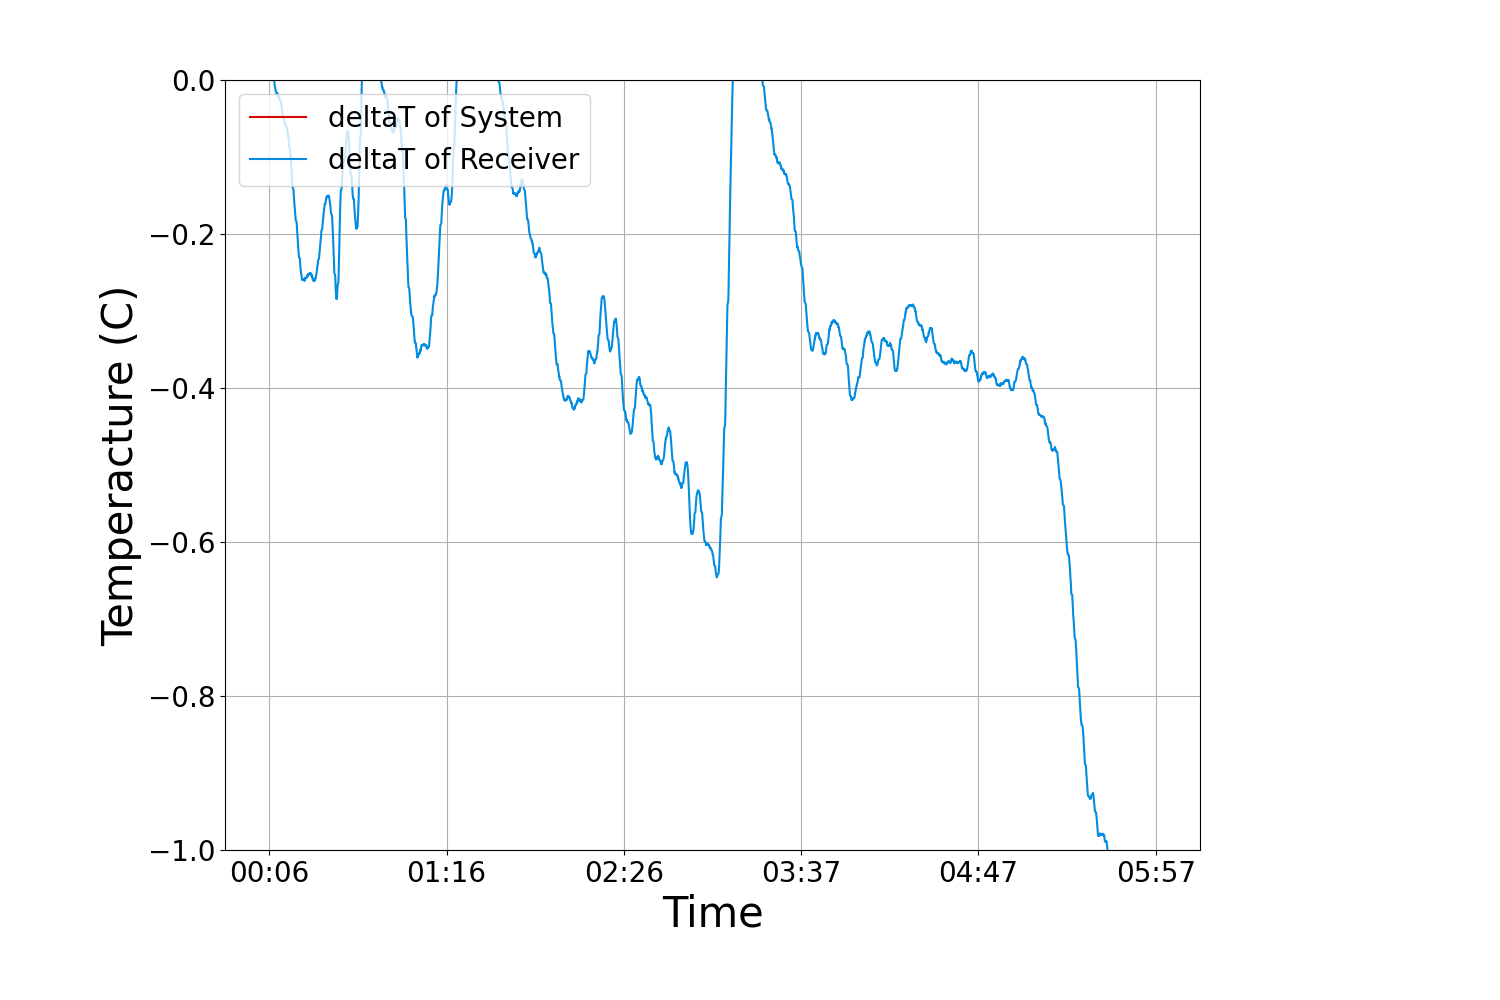 0.0
−0.2
−0.4
−0.6
−0.8
−1.0
Temperacture (C)
deltaT of System
deltaT of Receiver
00:06 01:16 02:26 03:37 04:47 05:57
Time